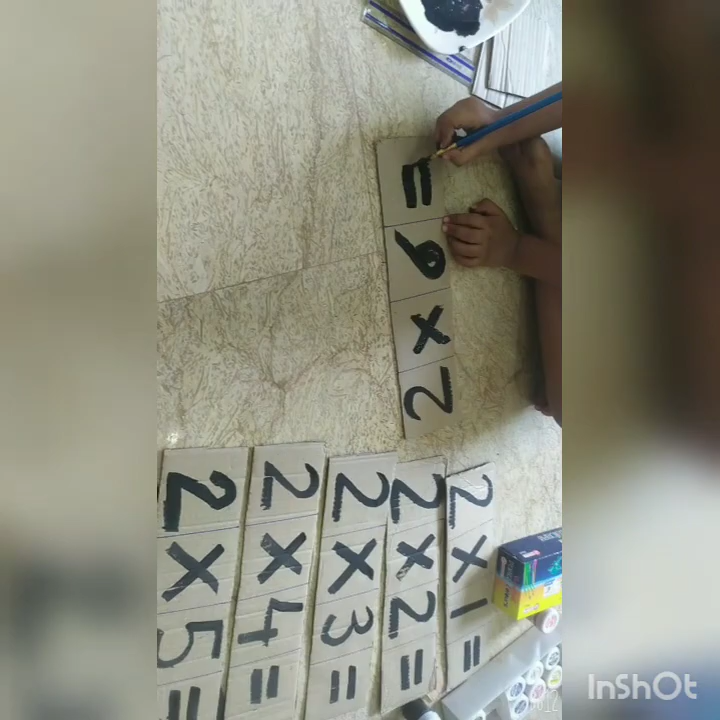 2 x 1 =
2 x 2 =
2 x 3 =
2 x 4 =
2 x 5 =
2 x 6 =
InShOt